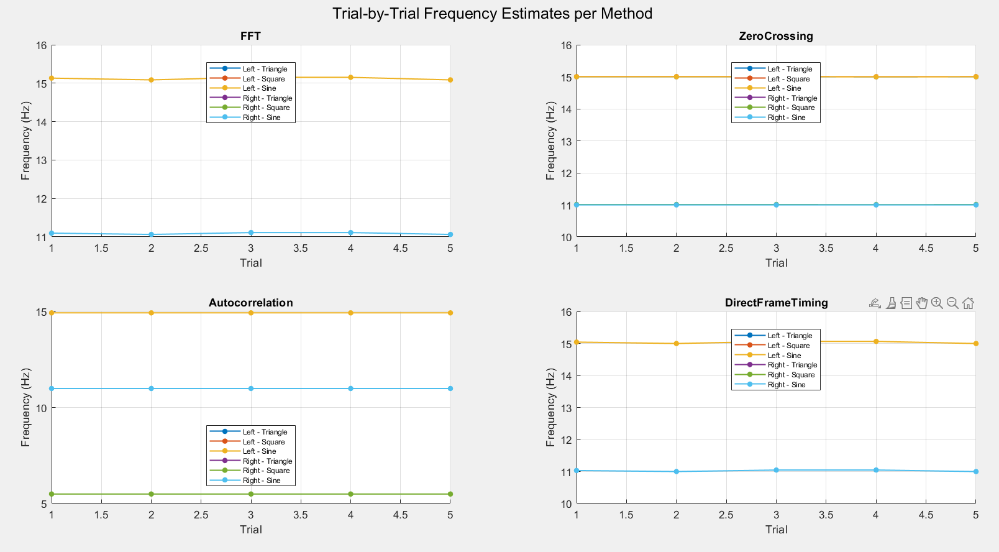 Trial-by-Trial Frequency Estimates per Method
FFT
16
15
14
13
12
11
Frequency (Hz)
Left - Triangle
Left - Square
Left - Sine
Right - Triangle
Right - Square
Right - Sine
1 1.5 2 2.5 3 3.5 4 4.5 5
Trial
ZeroCrossing
16
15
14
13
12
11
10
Frequency (Hz)
Left - Triangle
Left - Square
Left - Sine
Right - Triangle
Right - Square
Right - Sine
1 1.5 2 2.5 3 3.5 4 4.5 5
Trial
Autocorrelation
15
10
5
Frequency (Hz)
Left - Triangle
Left - Square
Left - Sine
Right - Triangle
Right - Square
Right - Sine
1 1.5 2 2.5 3 3.5 4 4.5 5
Trial
DirectFrameTiming
16
15
14
13
12
11
10
Frequency (Hz)
Left - Triangle
Left - Square
Left - Sine
Right - Triangle
Right - Square
Right - Sine
1 1.5 2 2.5 3 3.5 4 4.5 5
Trial